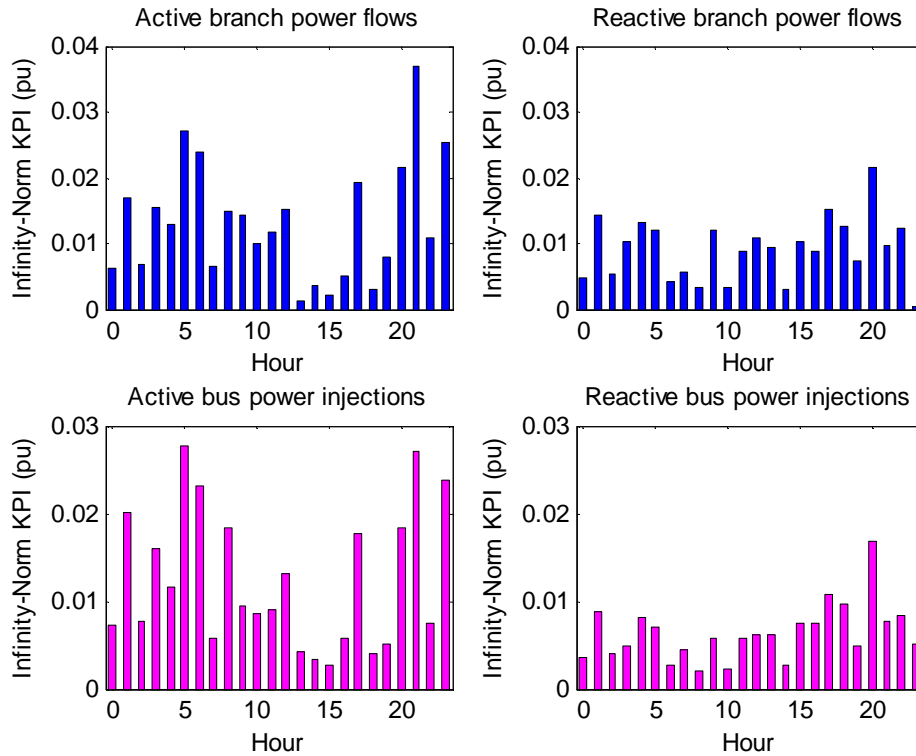 Active branch power flows
Reactive branch power flows
0.04
0.03
0.02
0.01
0
Infinity-Norm KPI (pu)
0 5 10 15 20
Hour
0.04
0.03
0.02
0.01
0
Infinity-Norm KPI (pu)
0 5 10 15 20
Hour
Active bus power injections
Reactive bus power injections
0.03
0.02
0.01
0
Infinity-Norm KPI (pu)
0 5 10 15 20
Hour
0.03
0.02
0.01
0
Infinity-Norm KPI (pu)
0 5 10 15 20
Hour